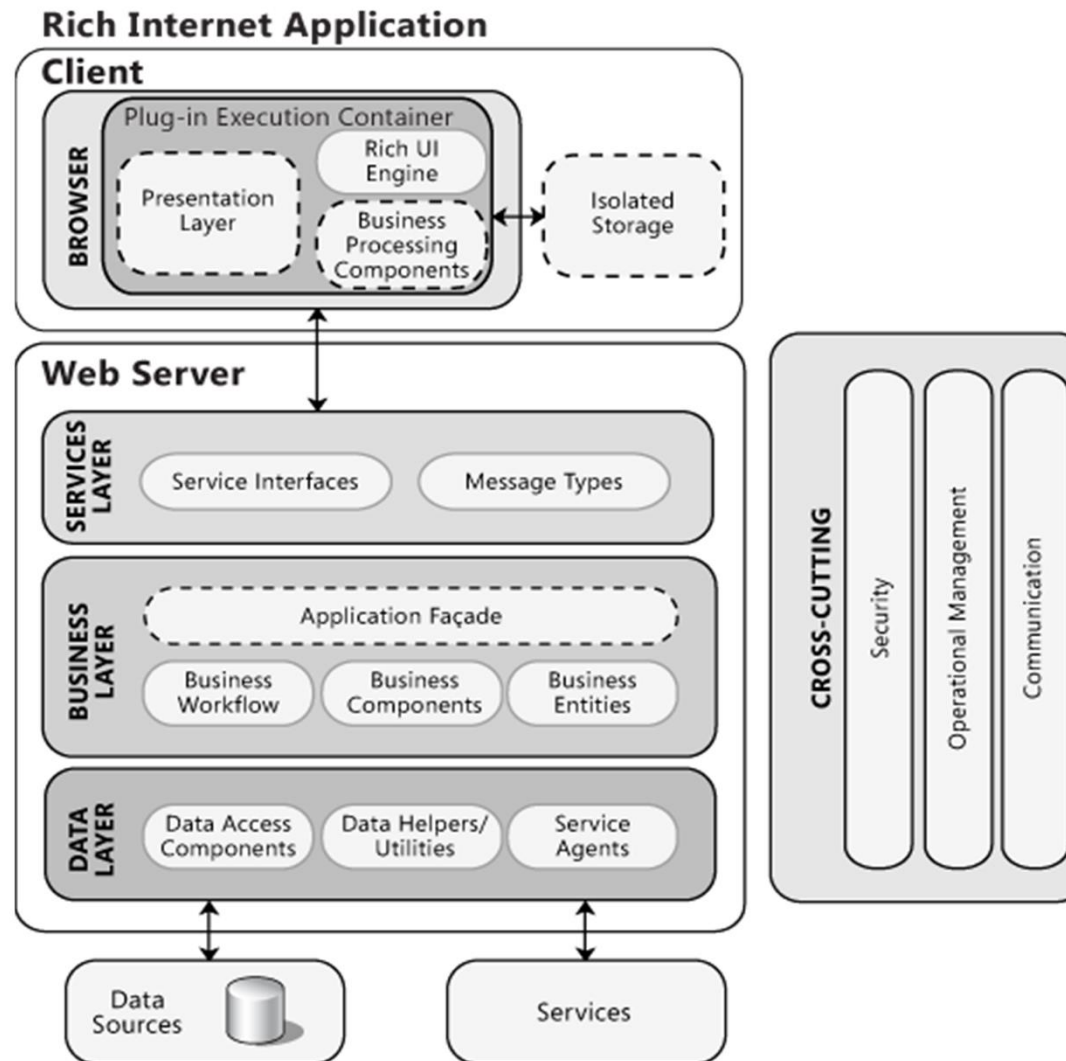 Rich Internet Application
Client
BROWSER
Plug-in Execution Container
Presentation
Layer
Rich UI
Engine
Business
Processing
Components
Isolated
Storage
Web Server
SERVICES
LAYER
Service Interfaces
Message Types
BUSINESS
LAYER
Application Façade
Business
Workflow
Business
Components
Business
Entities
DATA
LAYER
Data Access
Components
Data Helpers/
Utilities
Service
Agents
Data
Sources
Services
CROSS-CUTTING
Security
Operational Management
Communication